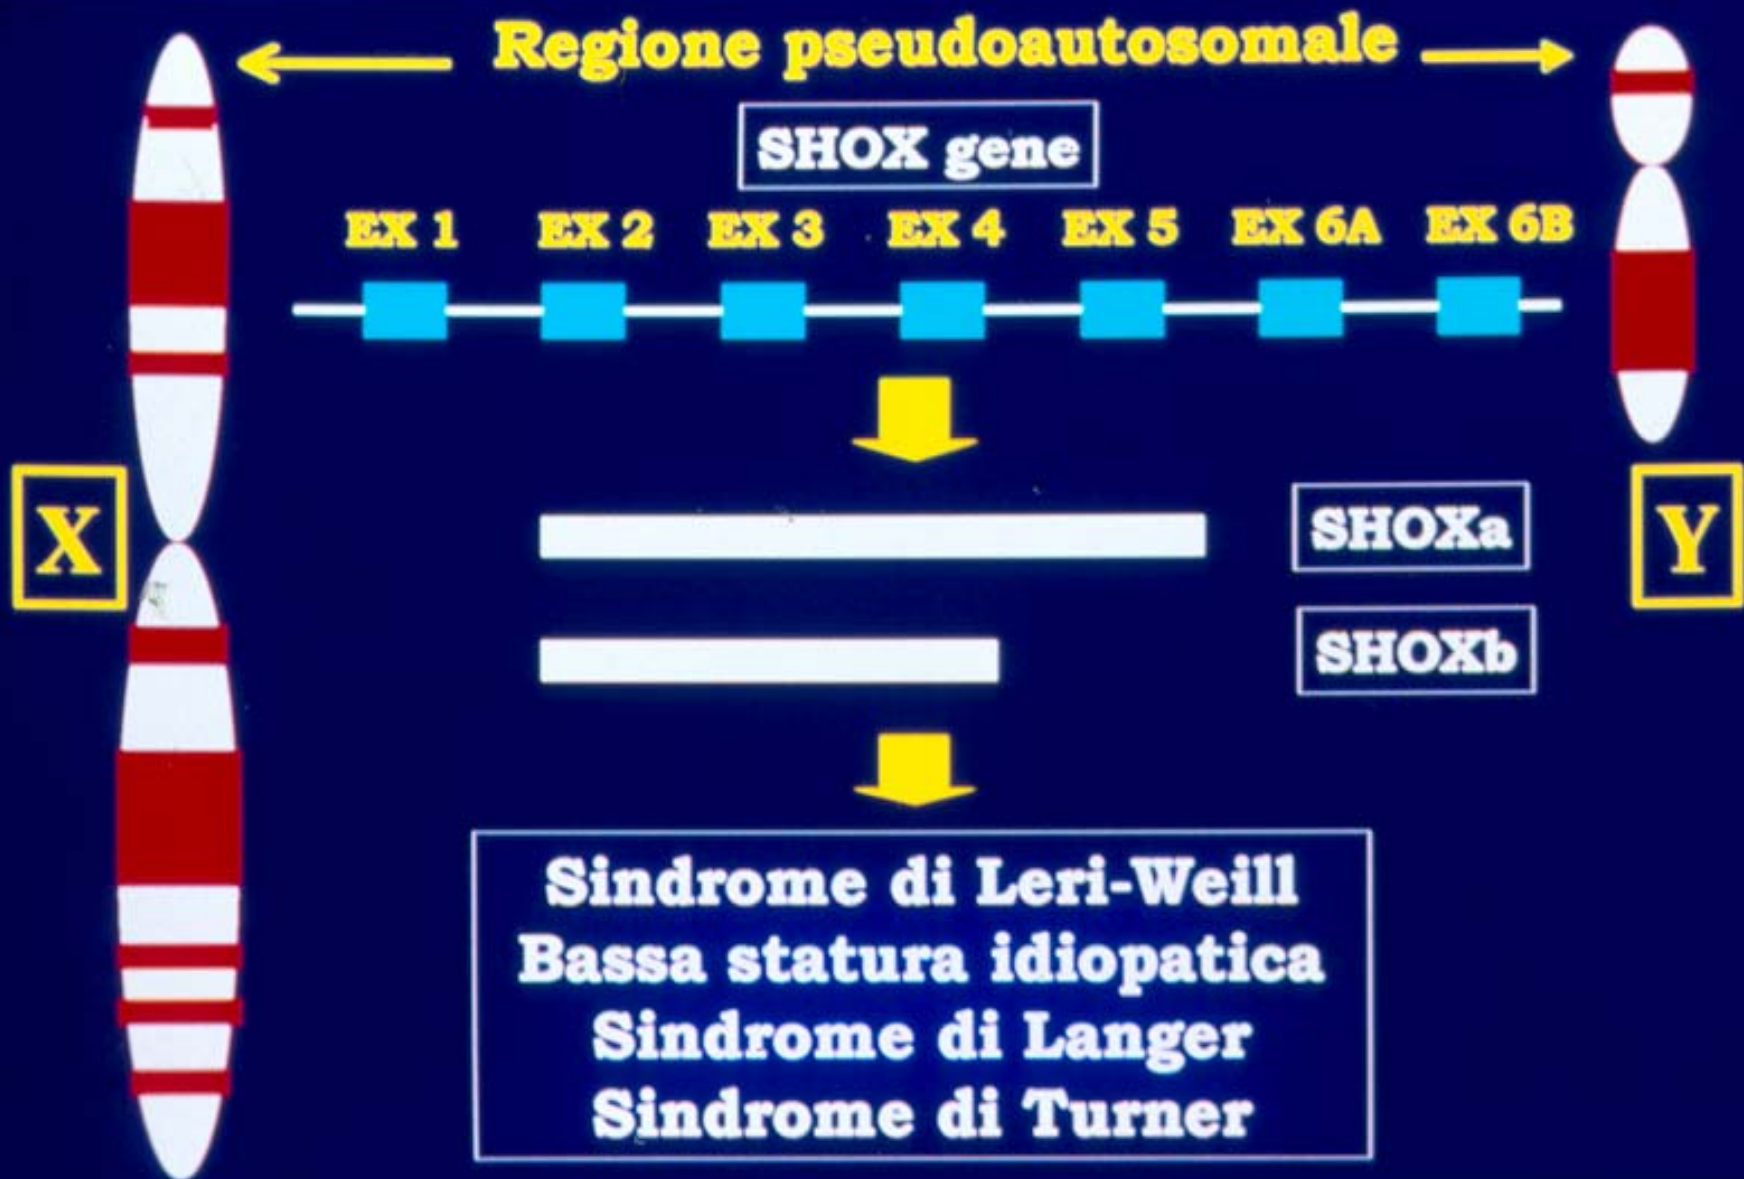 Regione pseudoautosomale
SHOX gene
EX 1 EX 2 EX 3 EX 4 EX 5 EX 6A EX 6B
X
SHOXa
Y
SHOXb
Sindrome di Leri-Weill
Bassa statura idiopatica
Sindrome di Langer
Sindrome di Turner